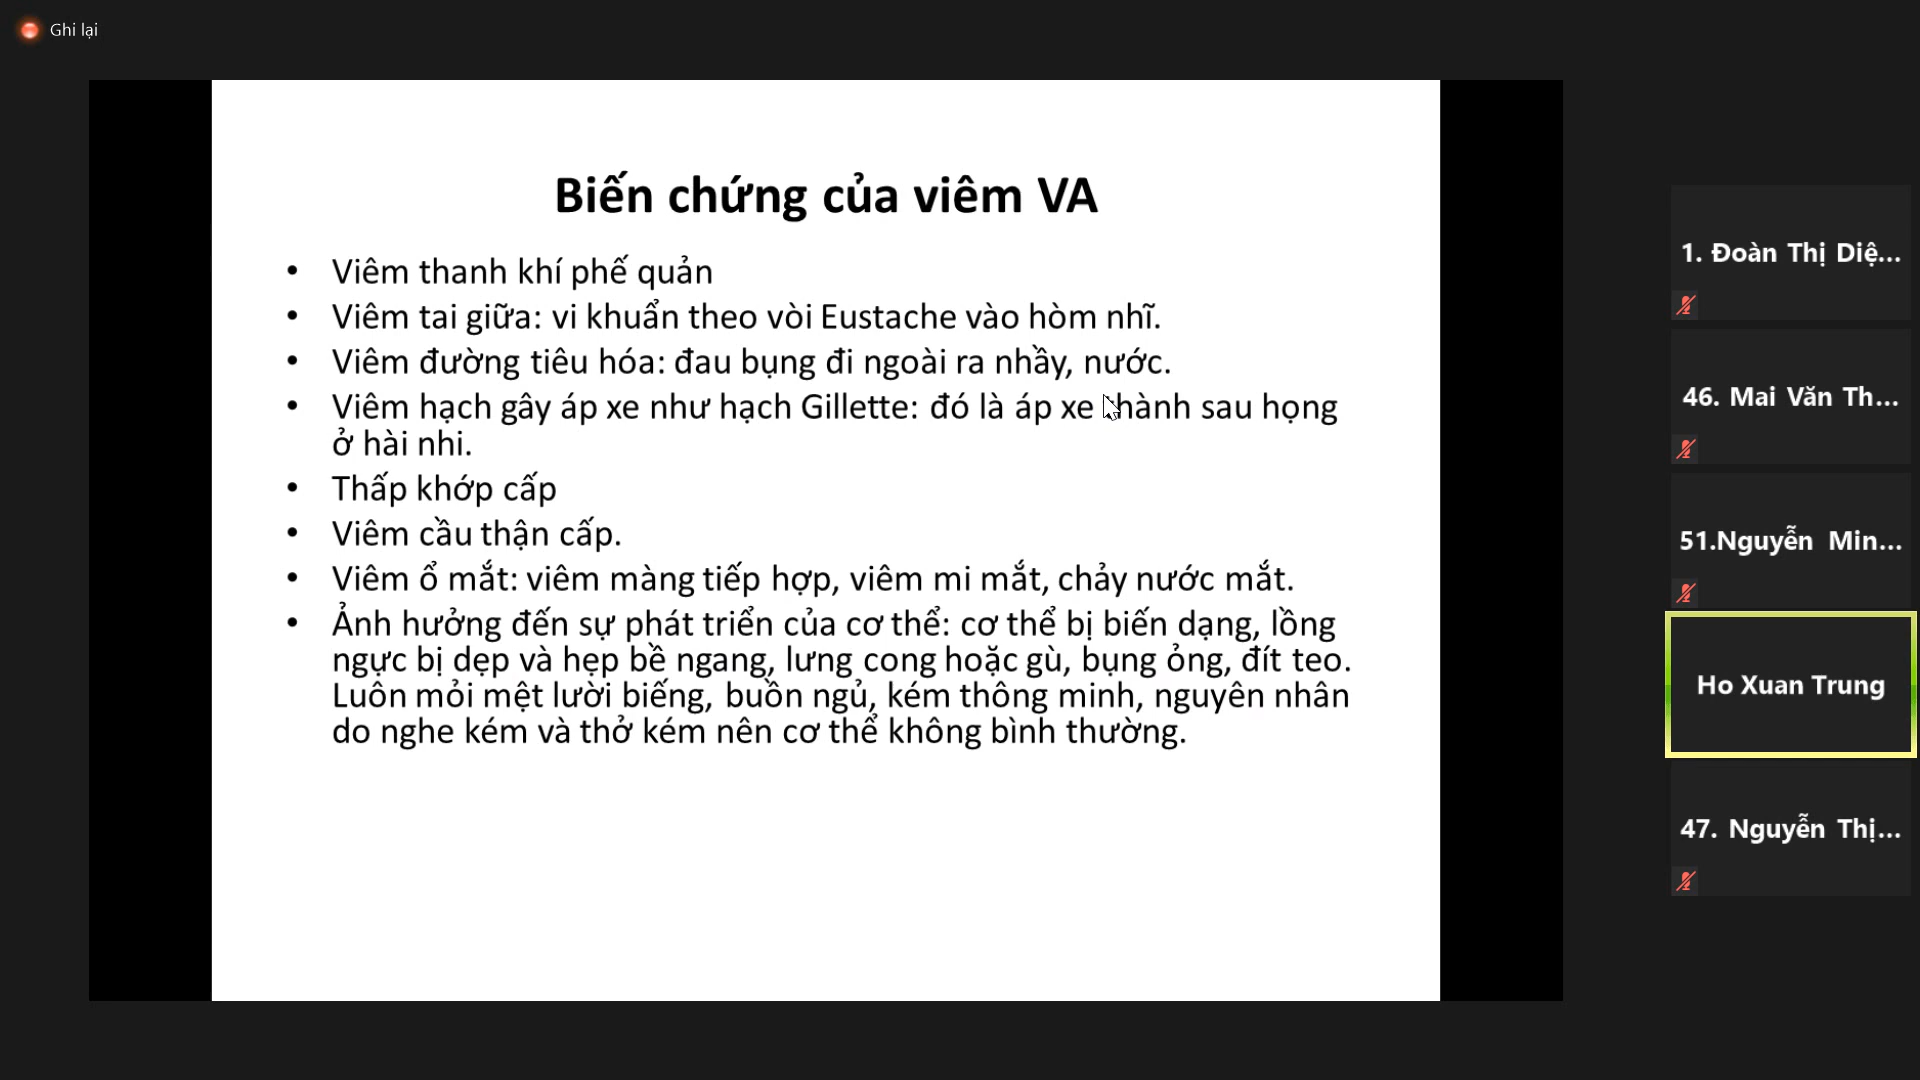 Ghi lại
Biến chứng của viêm VA
• Viêm thanh khí phế quản
• Viêm tai giữa: vi khuẩn theo vòi Eustache vào hòm nhĩ.
• Viêm đường tiêu hóa: đau bụng đi ngoài ra nhầy, nước.
• Viêm hạch gây áp xe như hạch Gillette: đó là áp xe thành sau họng
ở hài nhi.
• Thấp khớp cấp
• Viêm cầu thận cấp.
• Viêm ổ mắt: viêm màng tiếp hợp, viêm mi mắt, chảy nước mắt.
• Ảnh hưởng đến sự phát triển của cơ thể: cơ thể bị biến dạng, lồng
ngực bị dẹp và hẹp bề ngang, lưng cong hoặc gù, bụng ỏng, đít teo.
Luôn mỏi mệt lười biếng, buồn ngủ, kém thông minh, nguyên nhân
do nghe kém và thở kém nên cơ thể không bình thường.
1. Đoàn Thị Diệ...
46. Mai Văn Th...
51.Nguyễn Min...
Ho Xuan Trung
47. Nguyễn Thị...